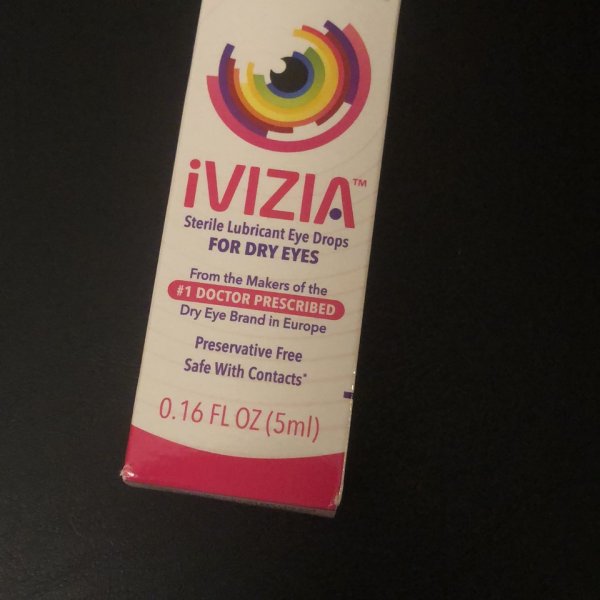 iVIZIA™
Sterile Lubricant Eye Drops
FOR DRY EYES
From the Makers of the
#1 DOCTOR PRESCRIBED
Dry Eye Brand in Europe
Preservative Free
Safe With Contacts*
0.16 FL OZ (5ml)